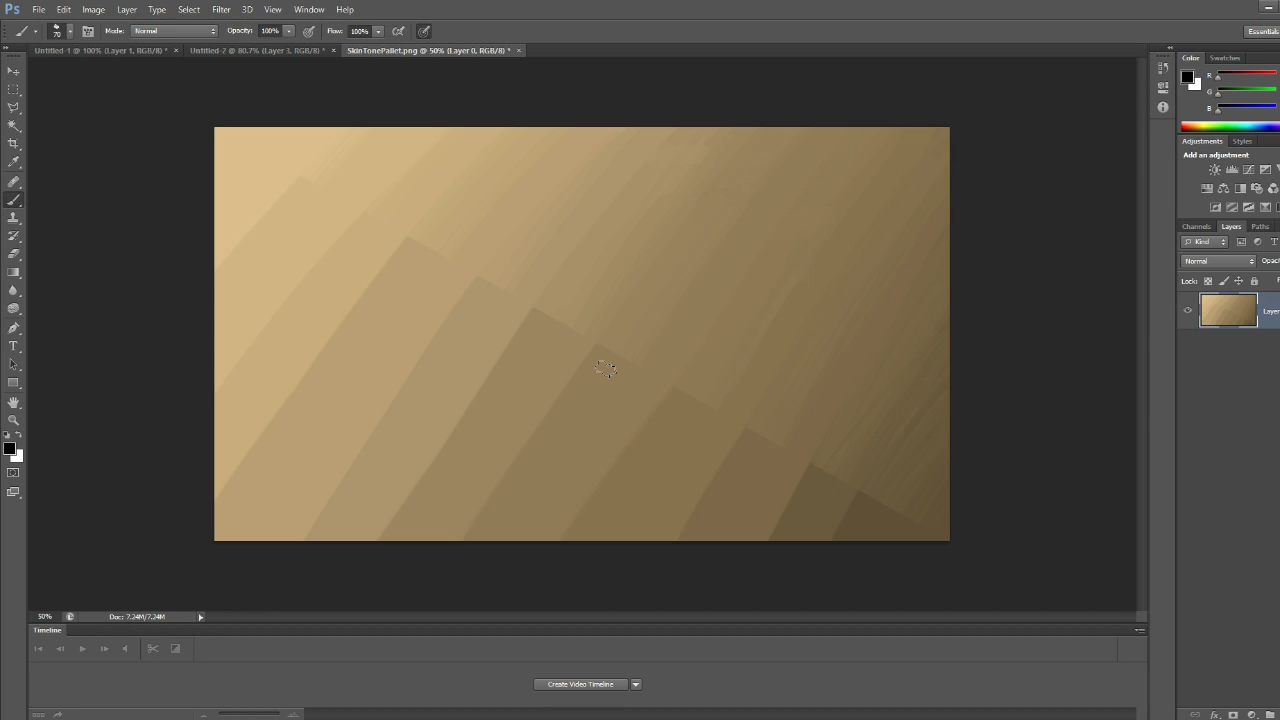 Ps File Edit Image Layer Type Select Filter 3D View Window Help
70 Mode: Normal Opacity: 100% Flow: 100% Essentials
Untitled-1 @ 100% (Layer 1, RGB/8) * × Untitled-2 @ 80.7% (Layer 3, RGB/8) * × SkinTonePallet.png @ 50% (Layer 0, RGB/8) * ×
Color Swatches
R
G
B
Adjustments Styles
Add an adjustment
Channels Layers Paths
Kind
Normal Opaci
Lock: F
Layer
50% Doc: 7.24M/7.24M
Timeline
Create Video Timeline